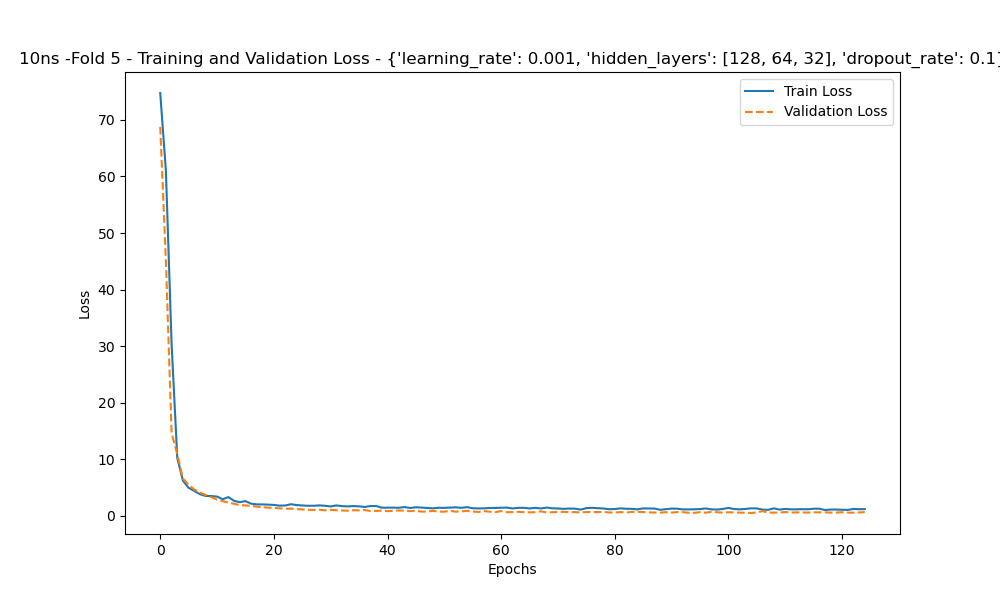 10ns -Fold 5 - Training and Validation Loss - {'learning_rate': 0.001, 'hidden_layers': [128, 64, 32], 'dropout_rate': 0.1}
Train Loss
Validation Loss
70
60
50
40
30
20
10
0
Loss
0 20 40 60 80 100 120
Epochs